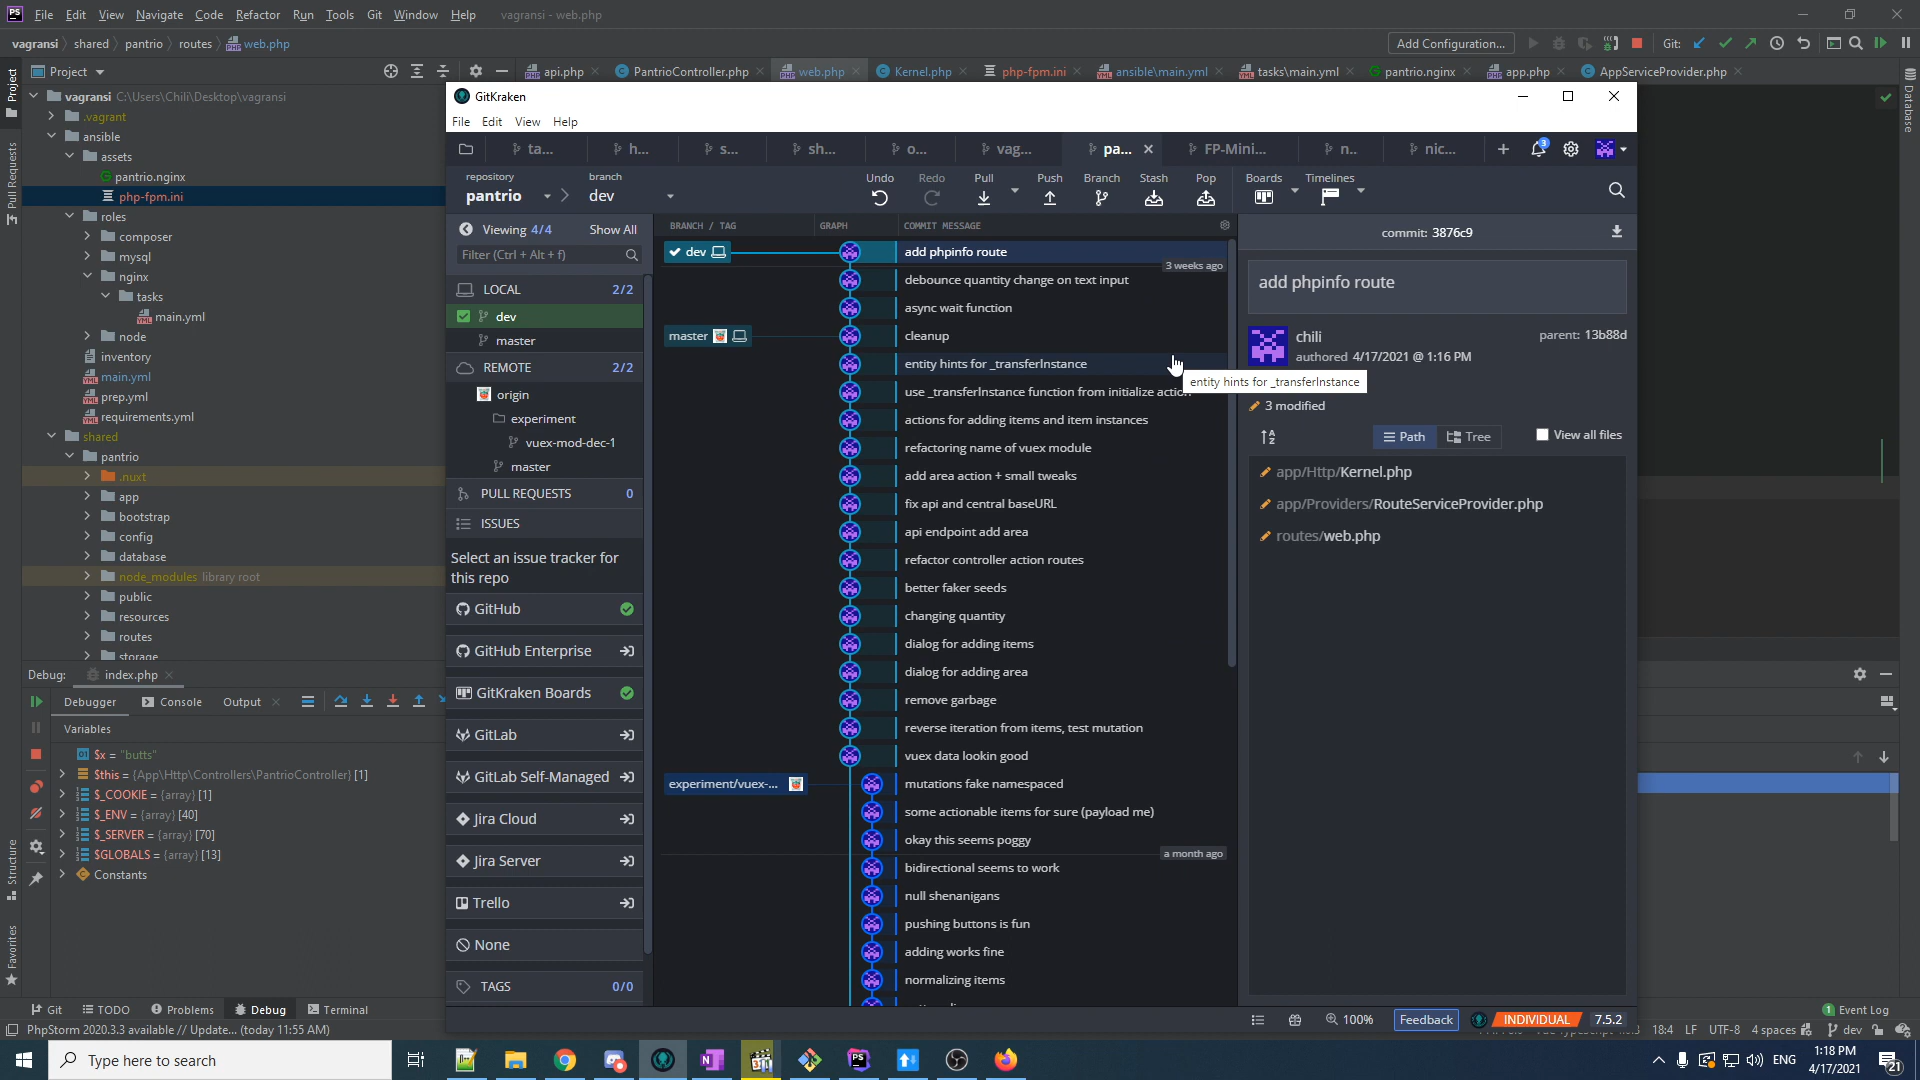 PS File Edit View Navigate Code Refactor Run Tools Git Window Help vagransi - web.php
vagransi shared pantrio routes web.php Add Configuration... Git:
Project api.php PantrioController.php web.php Kernel.php php-fpm.ini ansible\main.yml tasks\main.yml pantrio.nginx app.php AppServiceProvider.php
Project
Pull Requests
Structure
Favorites
Database
vagransi C:\Users\Chili\Desktop\vagransi
.vagrant
ansible
assets
pantrio.nginx
php-fpm.ini
roles
composer
mysql
nginx
tasks
main.yml
node
inventory
main.yml
prep.yml
requirements.yml
shared
pantrio
.nuxt
app
bootstrap
config
database
node_modules library root
public
resources
routes
storage
Debug: index.php
Debugger Console Output
Variables
$x = "butts"
$this = {App\Http\Controllers\PantrioController} [1]
$_COOKIE = {array} [1]
$_ENV = {array} [40]
$_SERVER = {array} [70]
$GLOBALS = {array} [13]
Constants
GitKraken
File Edit View Help
ta... h... s... sh... o... vag... pa... FP-Mini... n... nic... 3
repository branch
pantrio dev
Undo Redo Pull Push Branch Stash Pop Boards Timelines
Viewing 4/4 Show All
Filter (Ctrl + Alt + f)
LOCAL 2/2
dev
master
REMOTE 2/2
origin
experiment
vuex-mod-dec-1
master
PULL REQUESTS 0
ISSUES
Select an issue tracker for
this repo
GitHub
GitHub Enterprise
GitKraken Boards
GitLab
GitLab Self-Managed
Jira Cloud
Jira Server
Trello
None
TAGS 0/0
BRANCH / TAG GRAPH COMMIT MESSAGE
dev add phpinfo route
3 weeks ago
debounce quantity change on text input
async wait function
master cleanup
entity hints for _transferInstance
use _transferInstance function from initialize action
actions for adding items and item instances
refactoring name of vuex module
add area action + small tweaks
fix api and central baseURL
api endpoint add area
refactor controller action routes
better faker seeds
changing quantity
dialog for adding items
dialog for adding area
remove garbage
reverse iteration from items, test mutation
vuex data lookin good
experiment/vuex-... mutations fake namespaced
some actionable items for sure (payload me)
okay this seems poggy
a month ago
bidirectional seems to work
null shenanigans
pushing buttons is fun
adding works fine
normalizing items
commit: 3876c9
add phpinfo route
chili parent: 13b88d
authored 4/17/2021 @ 1:16 PM
entity hints for _transferInstance
3 modified
Path Tree View all files
app/Http/Kernel.php
app/Providers/RouteServiceProvider.php
routes/web.php
100% Feedback INDIVIDUAL 7.5.2
Git TODO Problems Debug Terminal 1 Event Log
PhpStorm 2020.3.3 available // Update... (today 11:55 AM) 18:4 LF UTF-8 4 spaces dev
Type here to search PS ENG 1:18 PM
4/17/2021 21